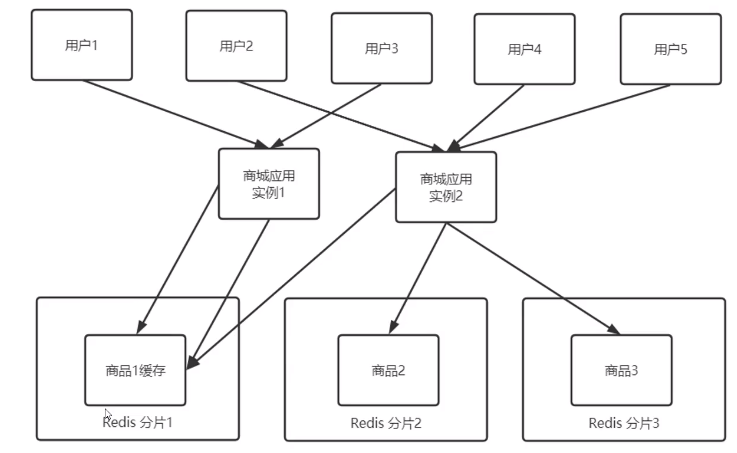 用户1
用户2
用户3
用户4
用户5
商城应用
实例1
商城应用
实例2
商品1缓存
商品2
商品3
Redis 分片1
Redis 分片2
Redis 分片3